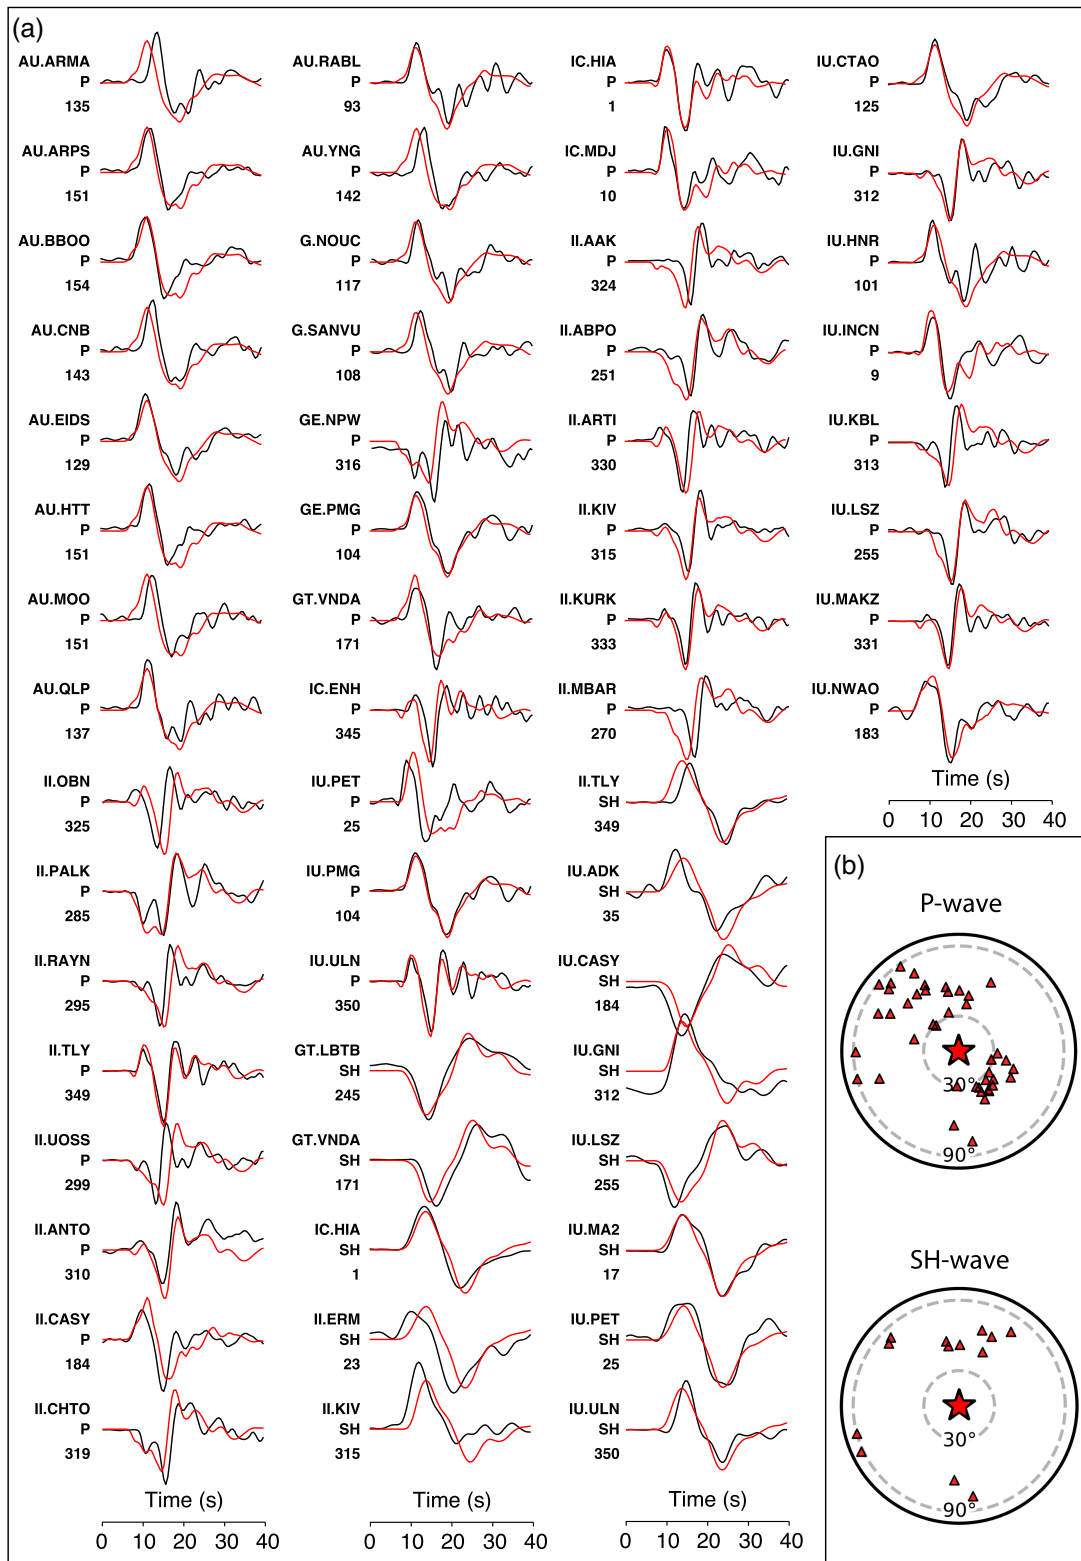 (a)
AU.ARMA
P
135
AU.ARPS
P
151
AU.BBOO
P
154
AU.CNB
P
143
AU.EIDS
P
129
AU.HTT
P
151
AU.MOO
P
151
AU.QLP
P
137
II.OBN
P
325
II.PALK
P
285
II.RAYN
P
295
II.TLY
P
349
II.UOSS
P
299
II.ANTO
P
310
II.CASY
P
184
II.CHTO
P
319
Time (s)
0 10 20 30 40
AU.RABL
P
93
AU.YNG
P
142
G.NOUC
P
117
G.SANVU
P
108
GE.NPW
P
316
GE.PMG
P
104
GT.VNDA
P
171
IC.ENH
P
345
IU.PET
P
25
IU.PMG
P
104
IU.ULN
P
350
GT.LBTB
SH
245
GT.VNDA
SH
171
IC.HIA
SH
1
II.ERM
SH
23
II.KIV
SH
315
Time (s)
0 10 20 30 40
IC.HIA
P
1
IC.MDJ
P
10
II.AAK
P
324
II.ABPO
P
251
II.ARTI
P
330
II.KIV
P
315
II.KURK
P
333
II.MBAR
P
270
II.TLY
SH
349
IU.ADK
SH
35
IU.CASY
SH
184
IU.GNI
SH
312
IU.LSZ
SH
255
IU.MA2
SH
17
IU.PET
SH
25
IU.ULN
SH
350
Time (s)
0 10 20 30 40
IU.CTAO
P
125
IU.GNI
P
312
IU.HNR
P
101
IU.INCN
P
9
IU.KBL
P
313
IU.LSZ
P
255
IU.MAKZ
P
331
IU.NWAO
P
183
Time (s)
0 10 20 30 40
(b)
P-wave
30°
90°
SH-wave
30°
90°